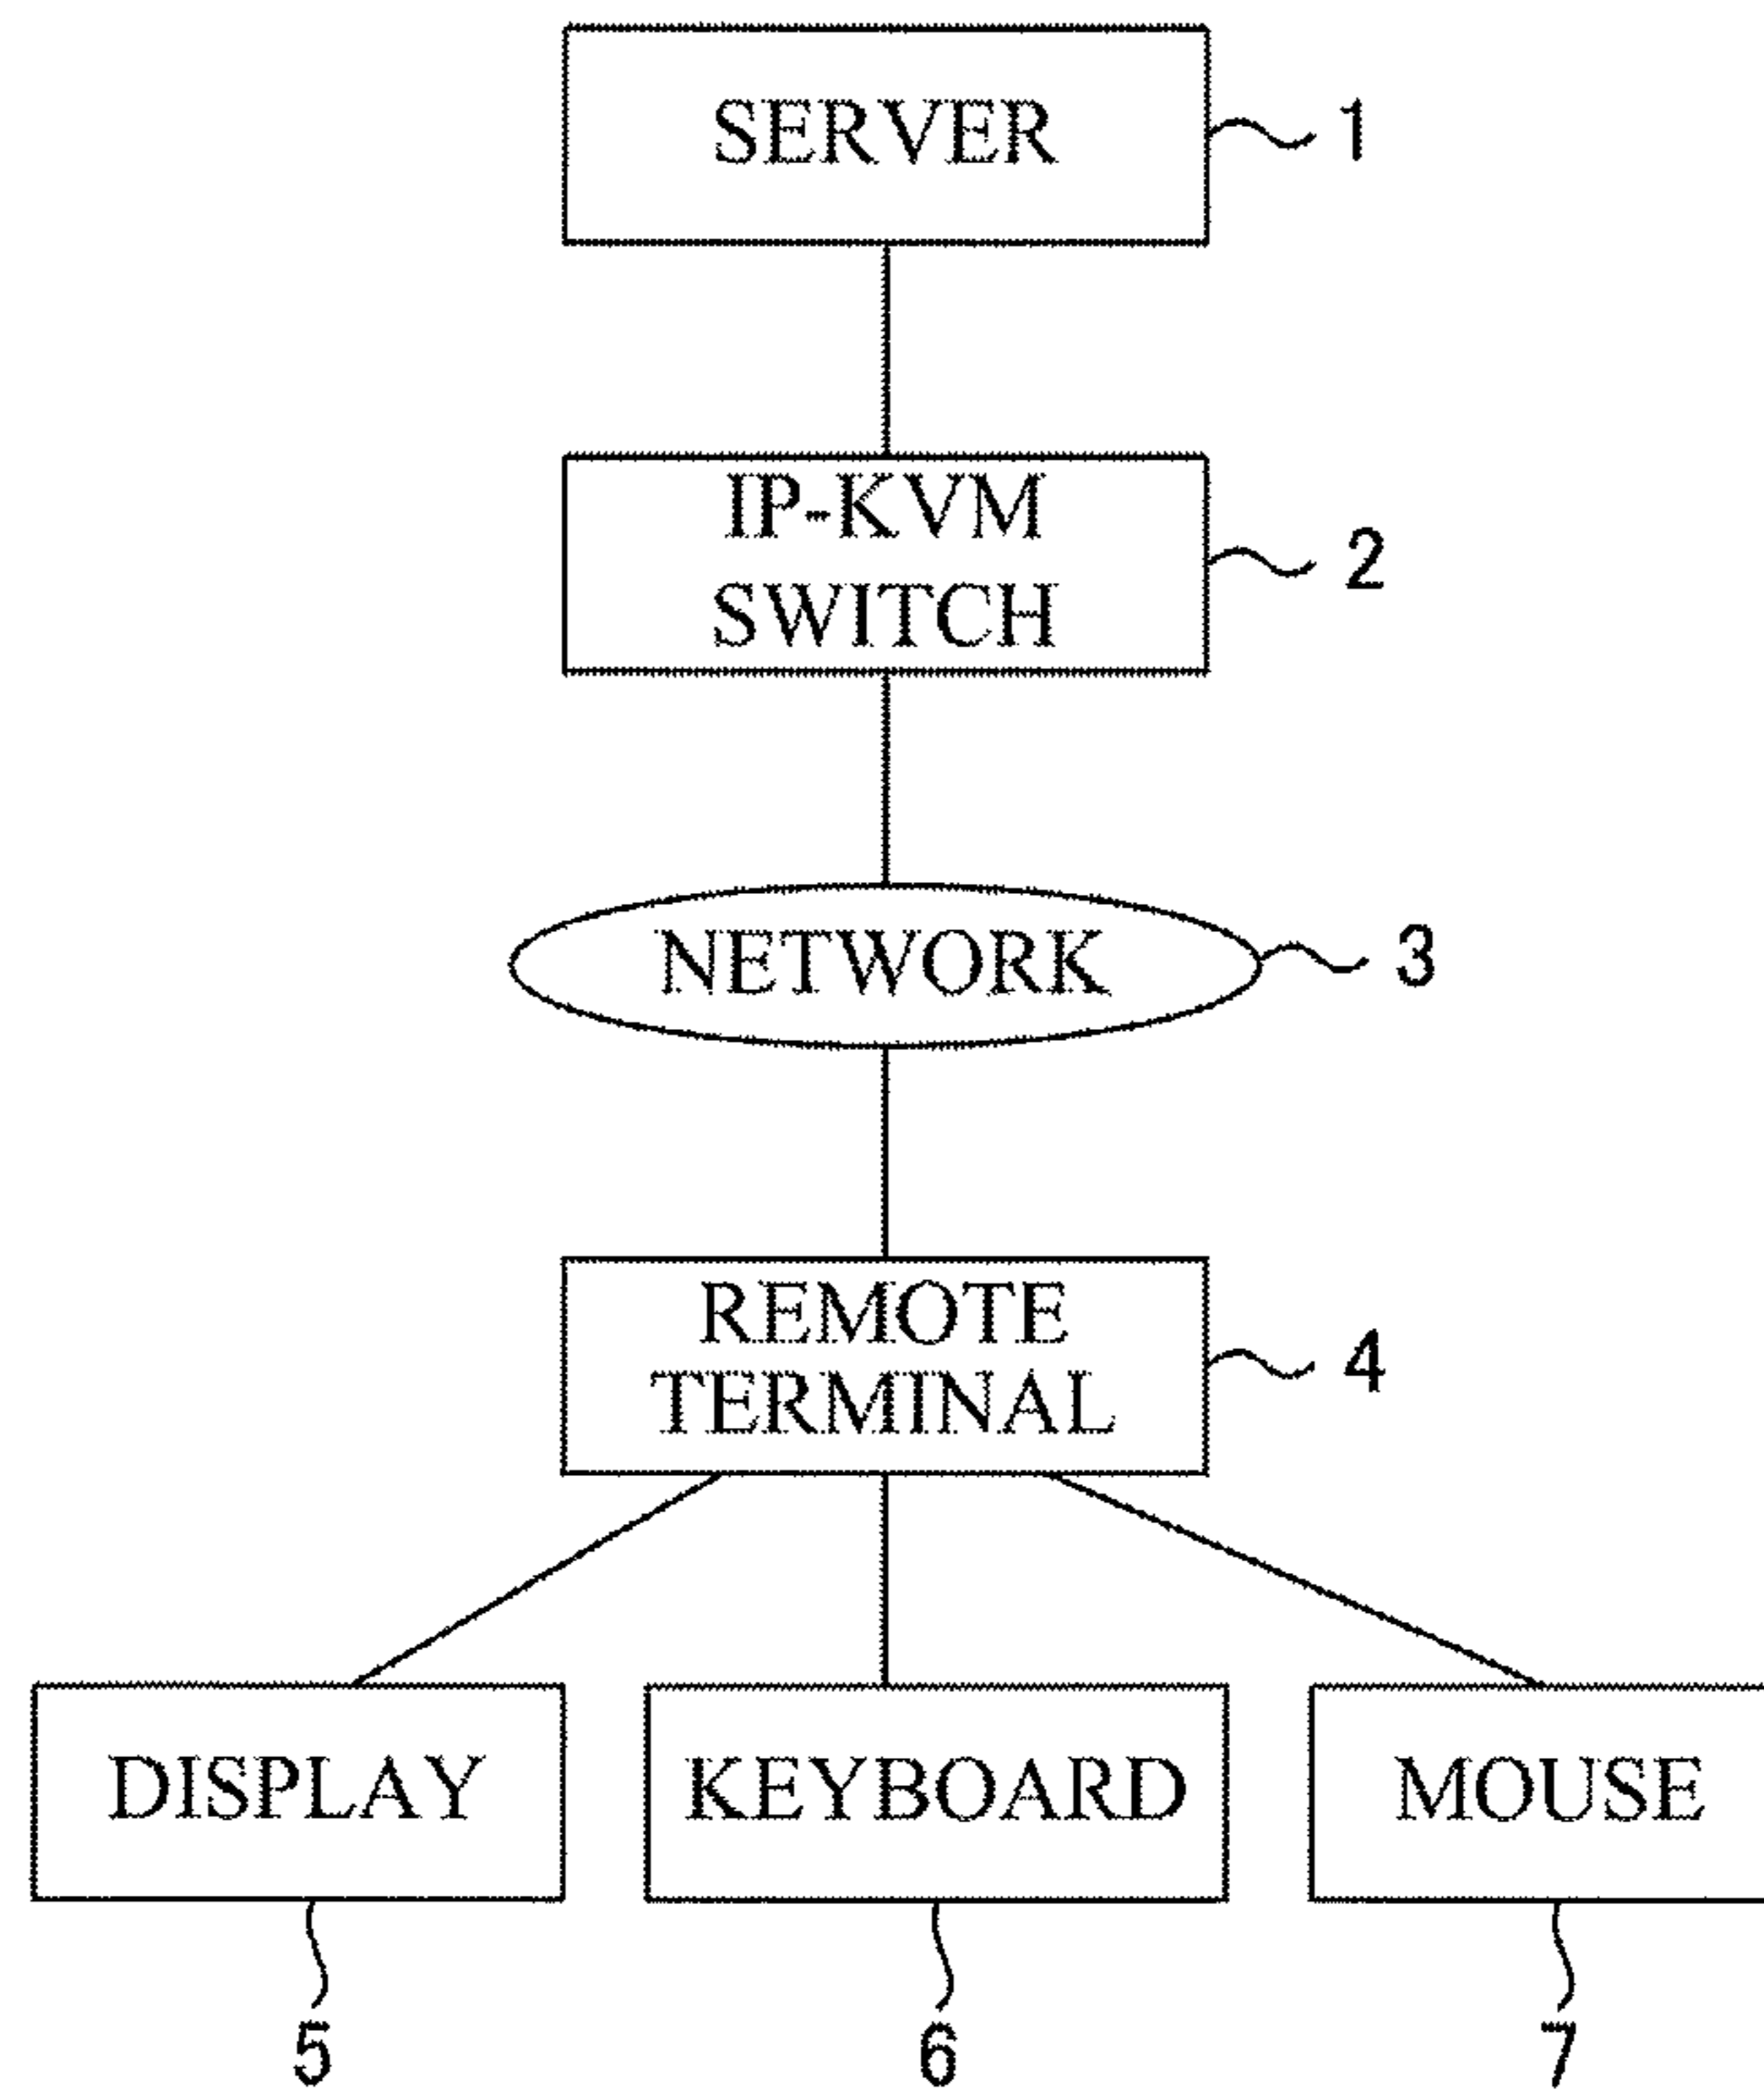 SERVER
1
IP-KVM
SWITCH
2
NETWORK
3
REMOTE
TERMINAL
4
DISPLAY
KEYBOARD
MOUSE
5
6
7